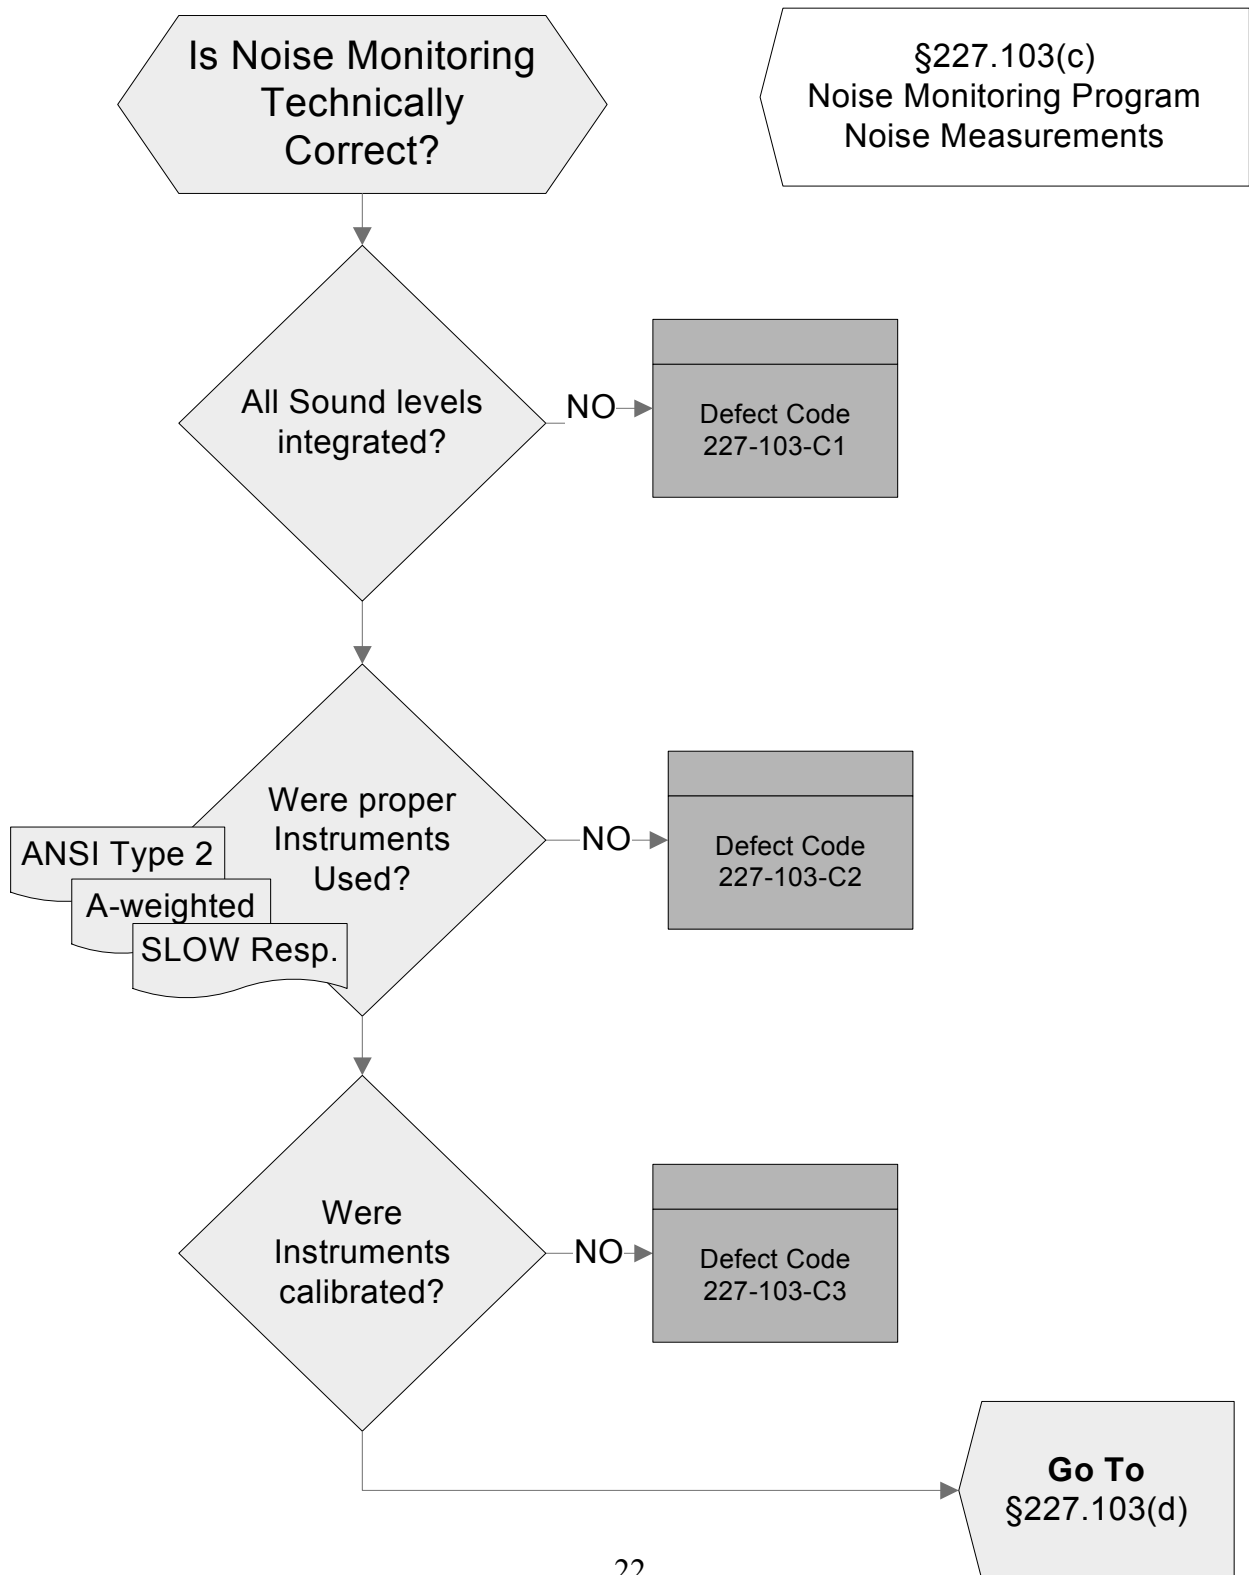 Is Noise Monitoring
Technically
Correct?
§227.103(c)
Noise Monitoring Program
Noise Measurements
All Sound levels
integrated?
NO
Defect Code
227-103-C1
Were proper
Instruments
Used?
ANSI Type 2
A-weighted
SLOW Resp.
NO
Defect Code
227-103-C2
Were
Instruments
calibrated?
NO
Defect Code
227-103-C3
Go To
§227.103(d)
22